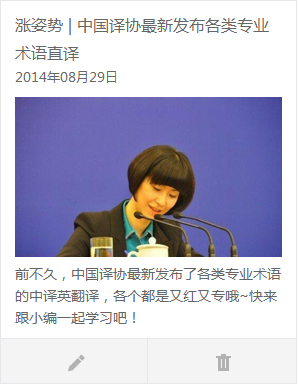 涨姿势 | 中国译协最新发布各类专业
术语直译
2014年08月29日
前不久，中国译协最新发布了各类专业术语
的中译英翻译，各个都是又红又专哦~快来
跟小编一起学习吧！